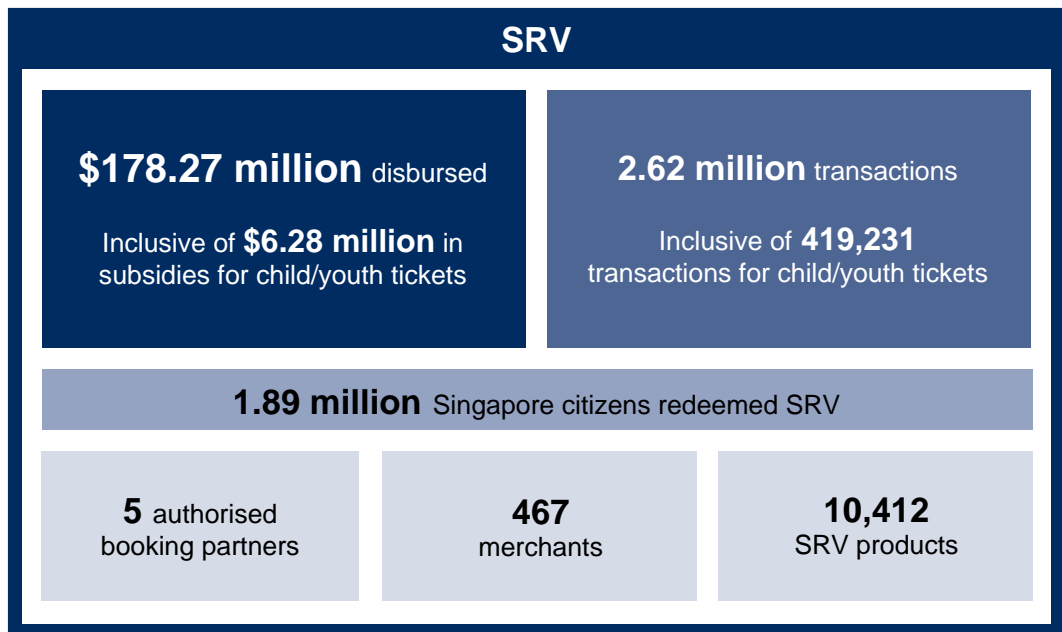 SRV
$178.27 million disbursed
Inclusive of $6.28 million in
subsidies for child/youth tickets
2.62 million transactions
Inclusive of 419,231
transactions for child/youth tickets
1.89 million Singapore citizens redeemed SRV
5 authorised
booking partners
467
merchants
10,412
SRV products